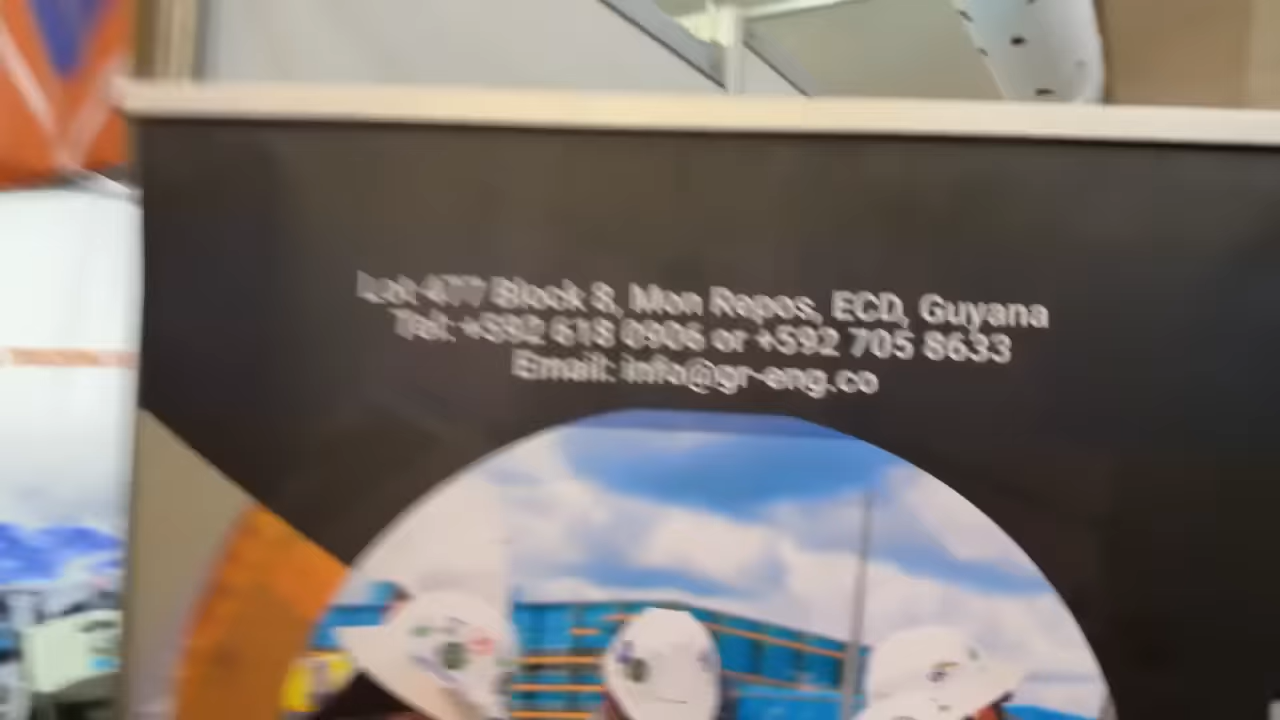 Lot 477 Block 8, Mon Repos, ECD, Guyana
Tel: +592 618 0906 or +592 705 8633
Email: info@gr-eng.co